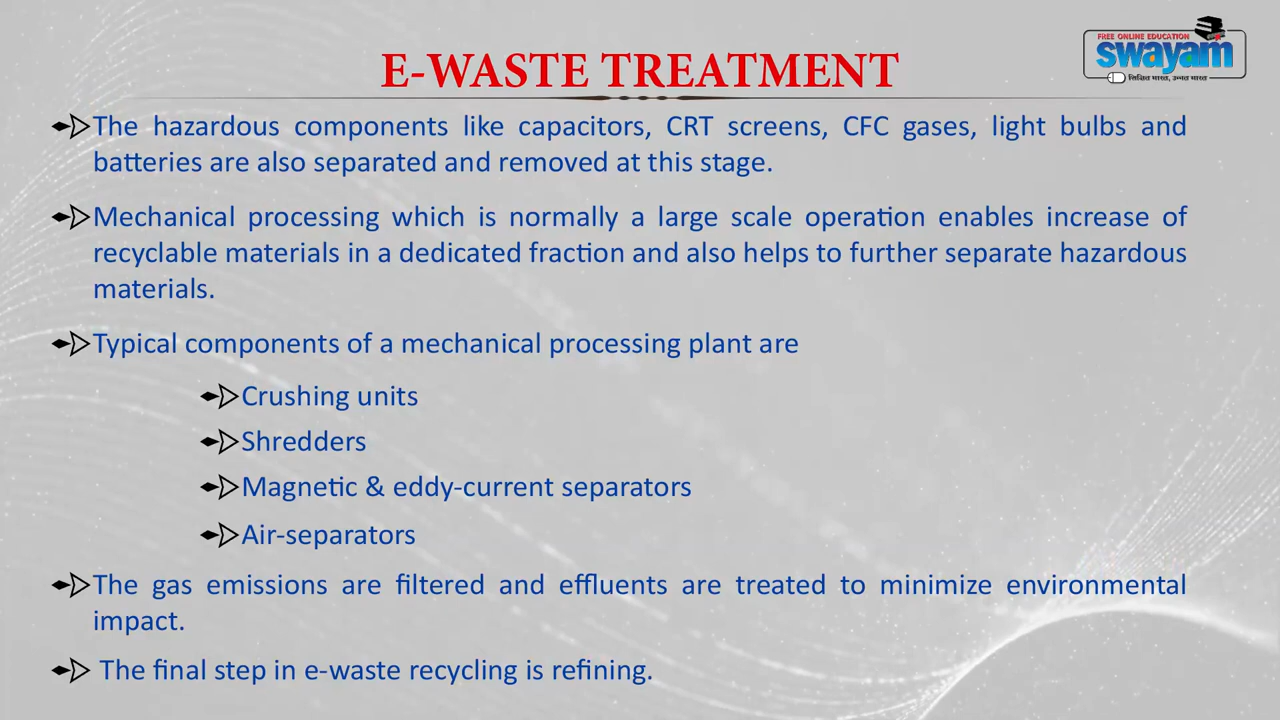 E-WASTE TREATMENT
FREE ONLINE EDUCATION
swayam
शिक्षित भारत, उन्नत भारत
The hazardous components like capacitors, CRT screens, CFC gases, light bulbs and
batteries are also separated and removed at this stage.
Mechanical processing which is normally a large scale operation enables increase of
recyclable materials in a dedicated fraction and also helps to further separate hazardous
materials.
Typical components of a mechanical processing plant are
Crushing units
Shredders
Magnetic & eddy-current separators
Air-separators
The gas emissions are filtered and effluents are treated to minimize environmental
impact.
The final step in e-waste recycling is refining.